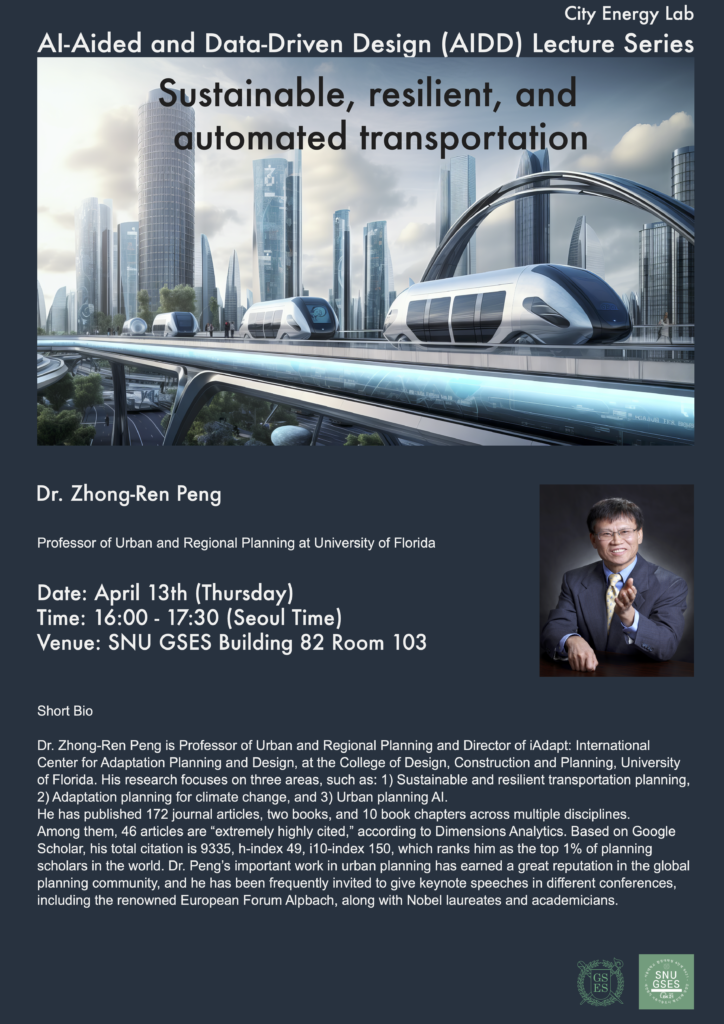 City Energy Lab
AI-Aided and Data-Driven Design (AIDD) Lecture Series
Sustainable, resilient, and
automated transportation
Dr. Zhong-Ren Peng
Professor of Urban and Regional Planning at University of Florida
Date: April 13th (Thursday)
Time: 16:00 - 17:30 (Seoul Time)
Venue: SNU GSES Building 82 Room 103
Short Bio
Dr. Zhong-Ren Peng is Professor of Urban and Regional Planning and Director of iAdapt: International
Center for Adaptation Planning and Design, at the College of Design, Construction and Planning, University
of Florida. His research focuses on three areas, such as: 1) Sustainable and resilient transportation planning,
2) Adaptation planning for climate change, and 3) Urban planning AI.
He has published 172 journal articles, two books, and 10 book chapters across multiple disciplines.
Among them, 46 articles are “extremely highly cited,” according to Dimensions Analytics. Based on Google
Scholar, his total citation is 9335, h-index 49, i10-index 150, which ranks him as the top 1% of planning
scholars in the world. Dr. Peng’s important work in urban planning has earned a great reputation in the global
planning community, and he has been frequently invited to give keynote speeches in different conferences,
including the renowned European Forum Alpbach, along with Nobel laureates and academicians.
GS
ES
SNU
GSES